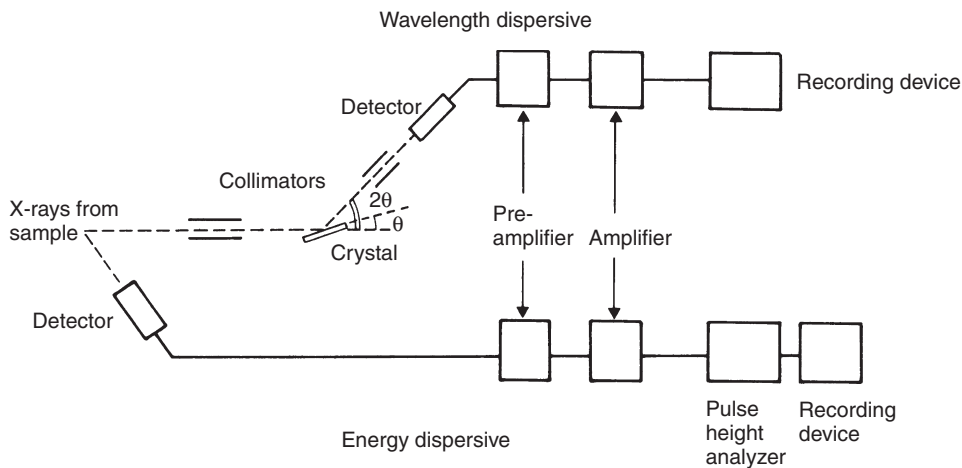 Wavelength dispersive
Recording device
Detector
Collimators
2θ
θ
X-rays from
sample
Crystal
Pre-
amplifier
Amplifier
Detector
Energy dispersive
Pulse
height
analyzer
Recording
device